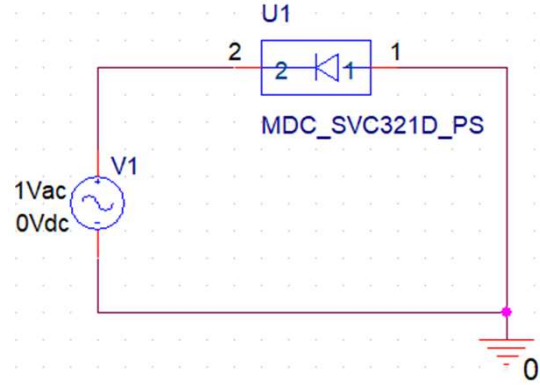 U1
2
2
1
1
MDC_SVC321D_PS
V1
1Vac
0Vdc
+
-
0